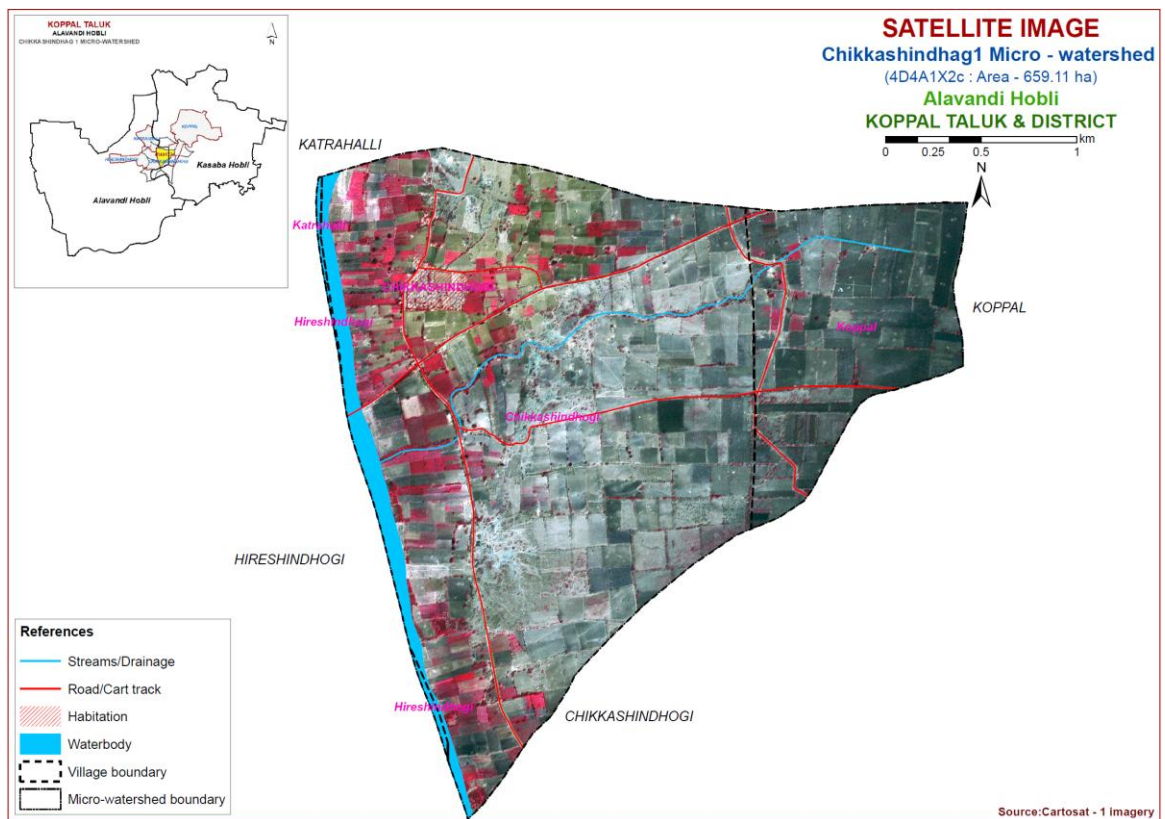 KOPPAL TALUK
ALAVANDI HOBLI
CHIKKASHINDHAG 1 MICRO-WATERSHED
N
Kasaba Hobli
Alavandi Hobli
SATELLITE IMAGE
Chikkashindhag1 Micro - watershed
(4D4A1X2c : Area - 659.11 ha)
Alavandi Hobli
KOPPAL TALUK & DISTRICT
km
0 0.25 0.5 1
N
KATRAHALLI
Hireshindhogi
Koppal
KOPPAL
Chikkashindhogi
HIRESHINDHOGI
Hireshindhogi
CHIKKASHINDHOGI
References
Streams/Drainage
Road/Cart track
Habitation
Waterbody
Village boundary
Micro-watershed boundary
Source:Cartosat - 1 imagery